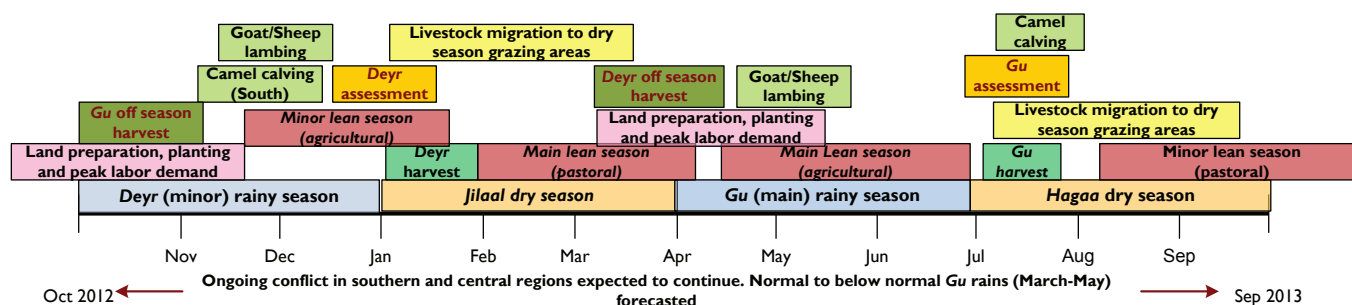 Goat/Sheep
lambing
Livestock migration to dry
season grazing areas
Camel
calving
Camel calving
(South)
Deyr
assessment
Deyr off season
harvest
Goat/Sheep
lambing
Gu
assessment
Gu off season
harvest
Minor lean season
(agricultural)
Land preparation, planting
and peak labor demand
Livestock migration to dry
season grazing areas
Land preparation, planting
and peak labor demand
Deyr
harvest
Main lean season
(pastoral)
Main Lean season
(agricultural)
Gu
harvest
Minor lean season
(pastoral)
Deyr (minor) rainy season
Jilaal dry season
Gu (main) rainy season
Hagaa dry season
Nov Dec Jan Feb Mar Apr May Jun Jul Aug Sep
Ongoing conflict in southern and central regions expected to continue. Normal to below normal Gu rains (March-May)
forecasted
Oct 2012
Sep 2013